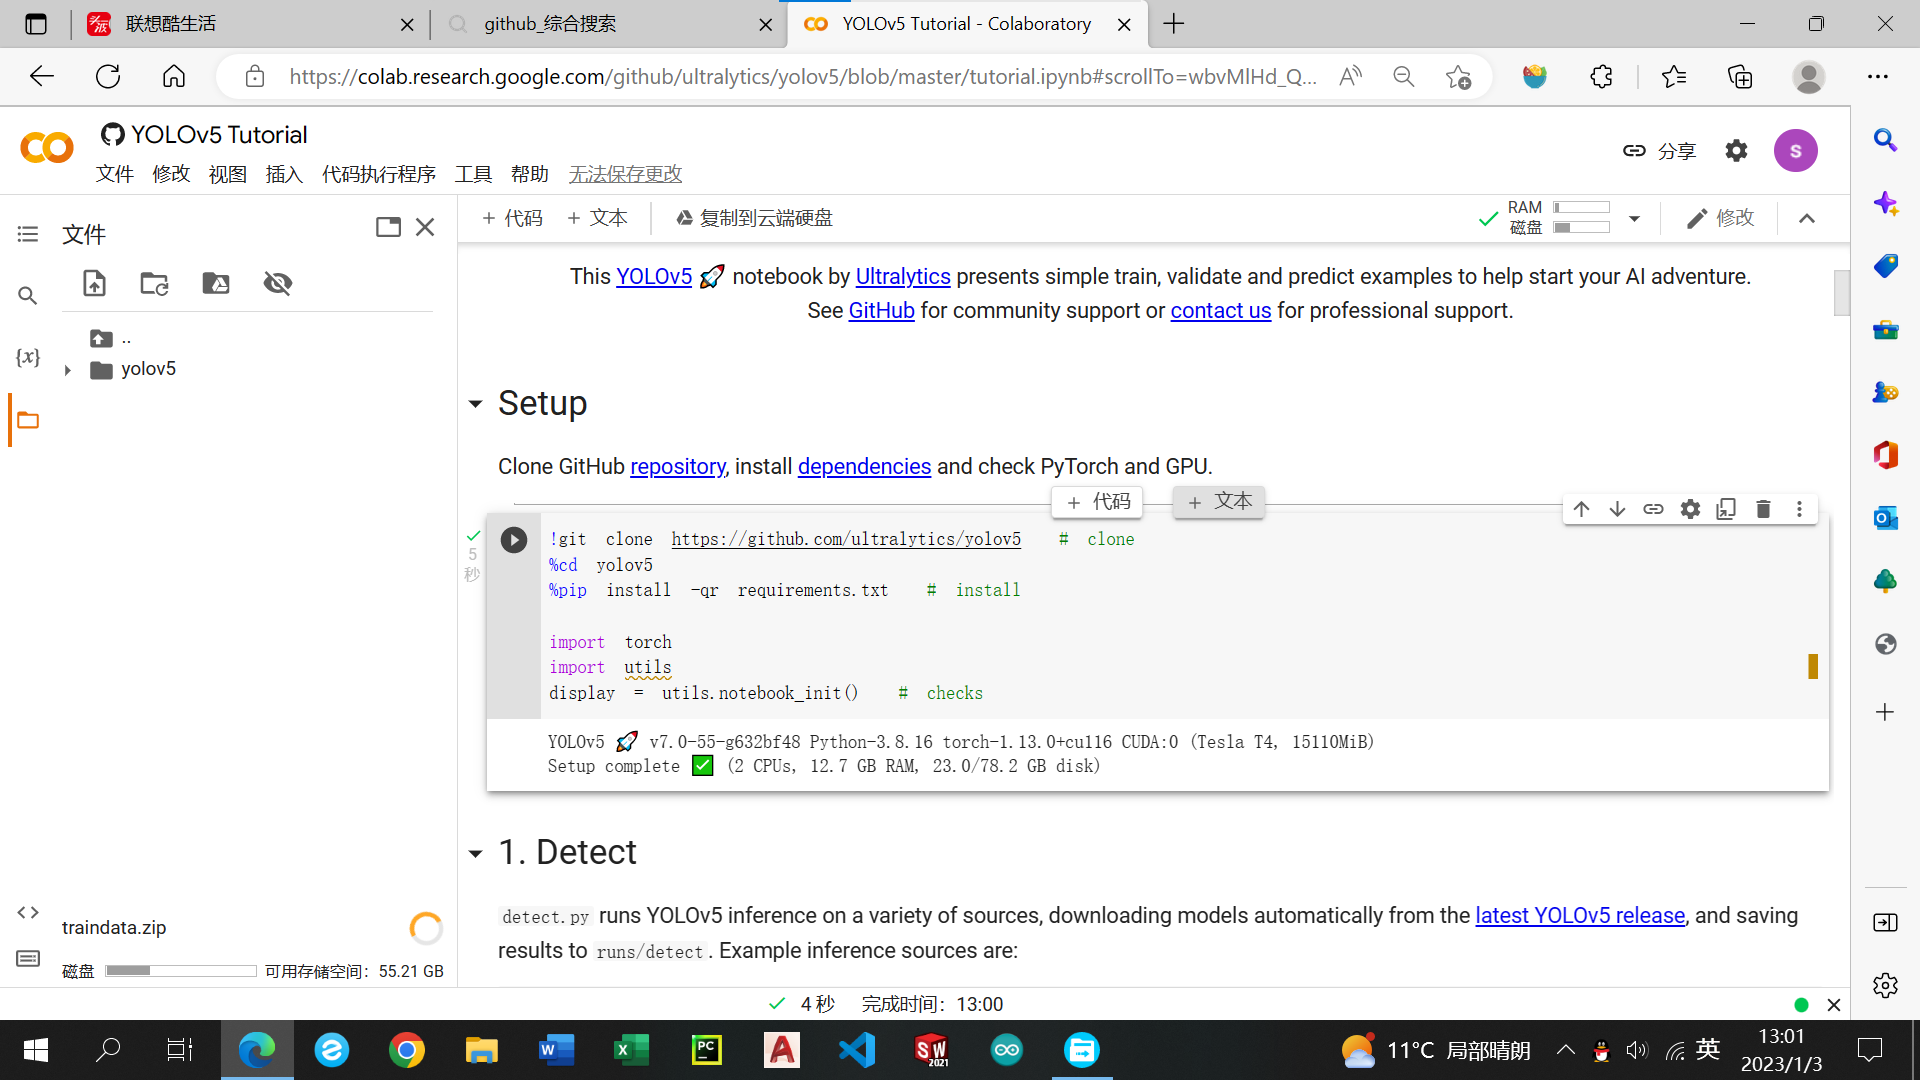 联想酷生活
github_综合搜索
YOLOv5 Tutorial - Colaboratory
https://colab.research.google.com/github/ultralytics/yolov5/blob/master/tutorial.ipynb#scrollTo=wbvMlHd_Q...
YOLOv5 Tutorial
文件 修改 视图 插入 代码执行程序 工具 帮助 无法保存更改
分享
S
文件
+ 代码 + 文本 复制到云端硬盘
RAM
磁盘
修改
..
yolov5
This YOLOv5 🚀 notebook by Ultralytics presents simple train, validate and predict examples to help start your AI adventure.
See GitHub for community support or contact us for professional support.
Setup
Clone GitHub repository, install dependencies and check PyTorch and GPU.
+ 代码 + 文本
5
秒
!git clone https://github.com/ultralytics/yolov5 # clone
%cd yolov5
%pip install -qr requirements.txt # install
import torch
import utils
display = utils.notebook_init() # checks
YOLOv5 🚀 v7.0-55-g632bf48 Python-3.8.16 torch-1.13.0+cu116 CUDA:0 (Tesla T4, 15110MiB)
Setup complete ✅ (2 CPUs, 12.7 GB RAM, 23.0/78.2 GB disk)
1. Detect
detect.py runs YOLOv5 inference on a variety of sources, downloading models automatically from the latest YOLOv5 release, and saving
results to runs/detect. Example inference sources are:
traindata.zip
磁盘 可用存储空间：55.21 GB
4 秒 完成时间：13:00
11°C 局部晴朗
英
13:01
2023/1/3